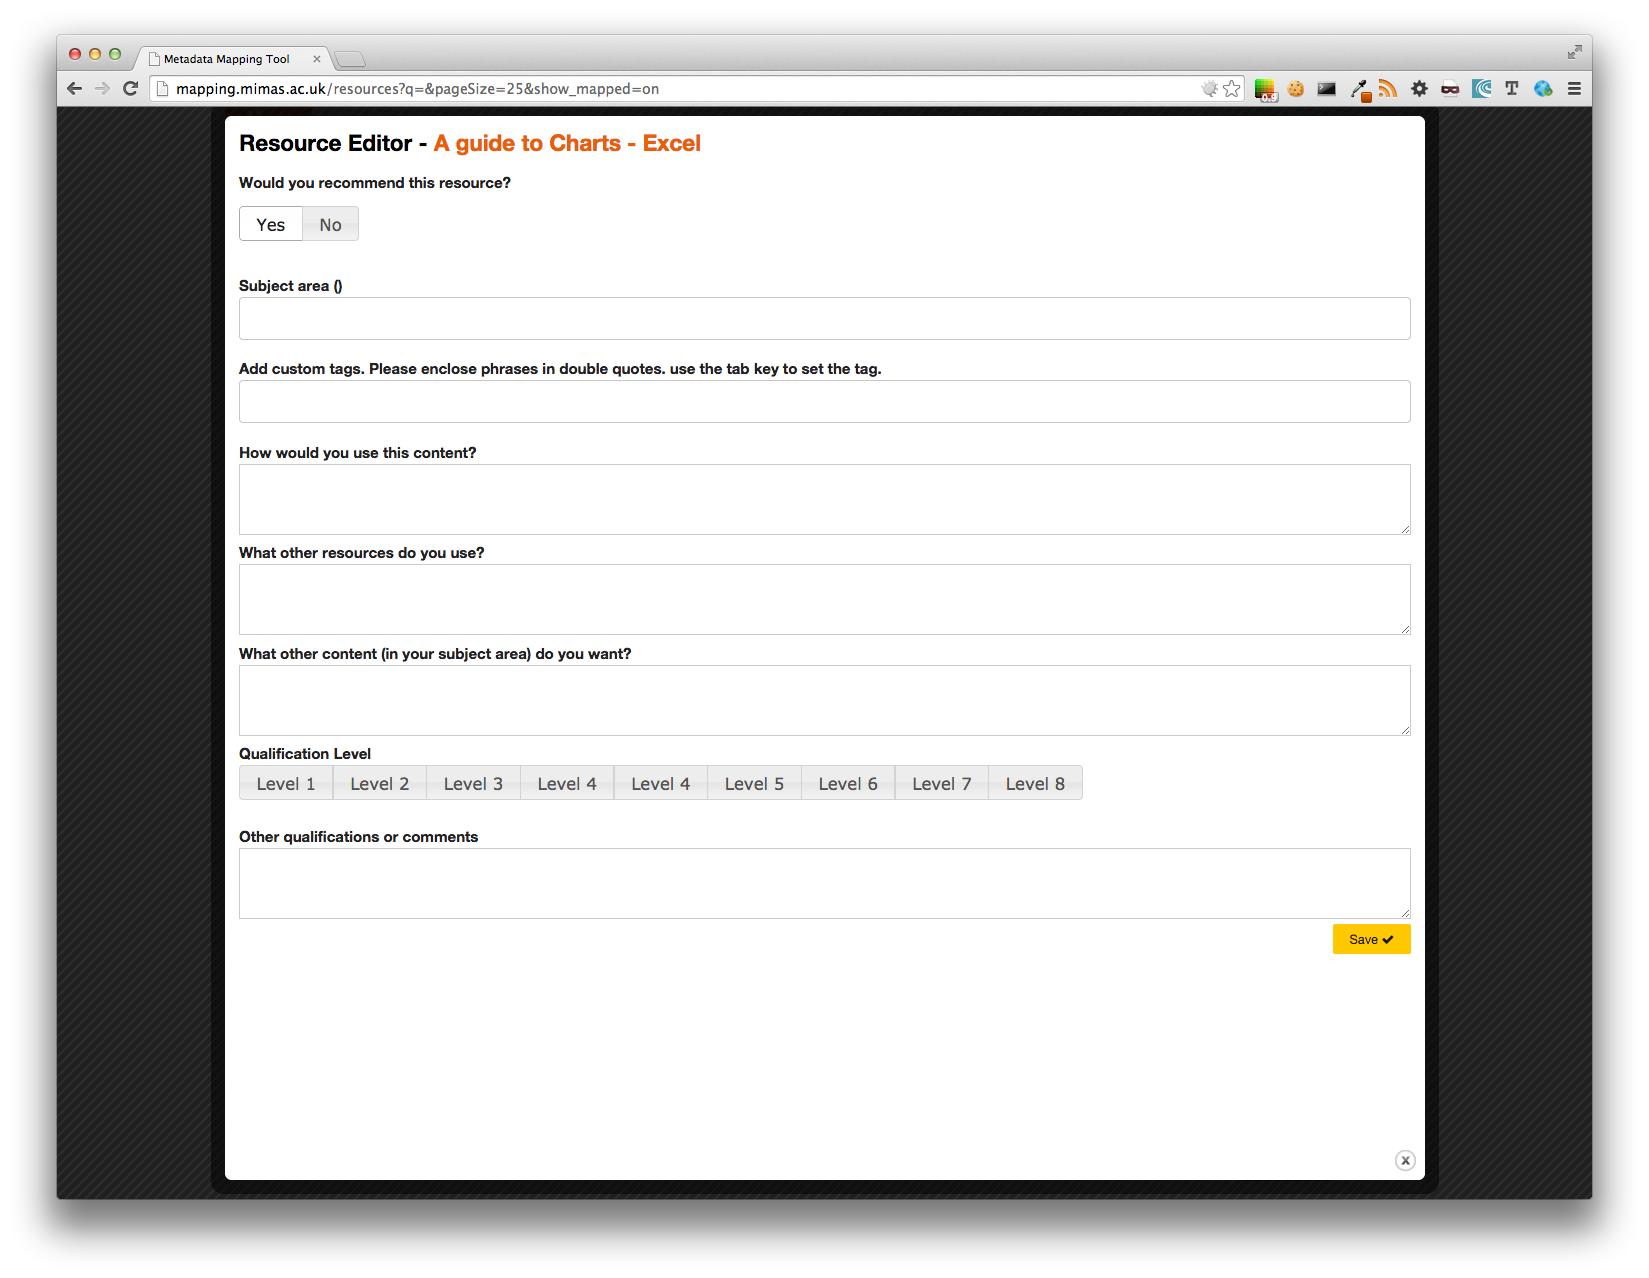 Metadata Mapping Tool
mapping.mimas.ac.uk/resources?q=&pageSize=25&show_mapped=on
0.5
T
Resource Editor - A guide to Charts - Excel
Would you recommend this resource?
Yes No
Subject area ()
Add custom tags. Please enclose phrases in double quotes. use the tab key to set the tag.
How would you use this content?
What other resources do you use?
What other content (in your subject area) do you want?
Qualification Level
Level 1 Level 2 Level 3 Level 4 Level 4 Level 5 Level 6 Level 7 Level 8
Other qualifications or comments
Save